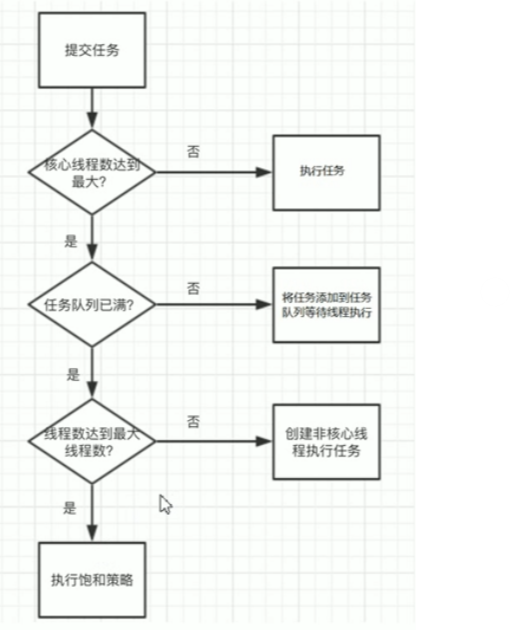 提交任务
核心线程数达到
最大?
否
执行任务
是
任务队列已满?
否
将任务添加到任务
队列等待线程执行
是
线程数达到最大
线程数?
否
创建非核心线
程执行任务
是
执行饱和策略